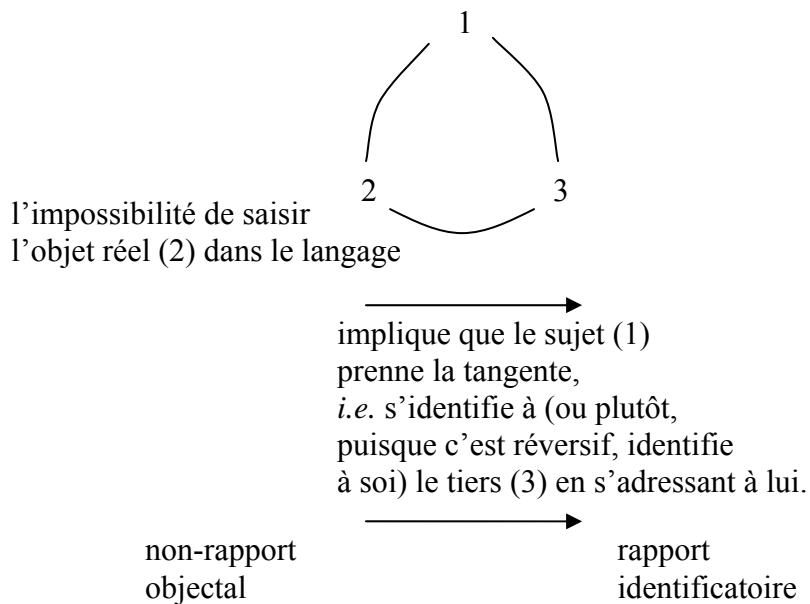 1
2 3
l’impossibilité de saisir
l’objet réel (2) dans le langage
implique que le sujet (1)
prenne la tangente,
i.e. s’identifie à (ou plutôt,
puisque c’est réversif, identifie
à soi) le tiers (3) en s’adressant à lui.
non-rapport rapport
objectal identificatoire